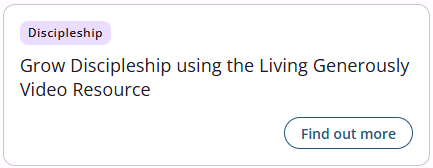 Discipleship
Grow Discipleship using the Living Generously
Video Resource
Find out more